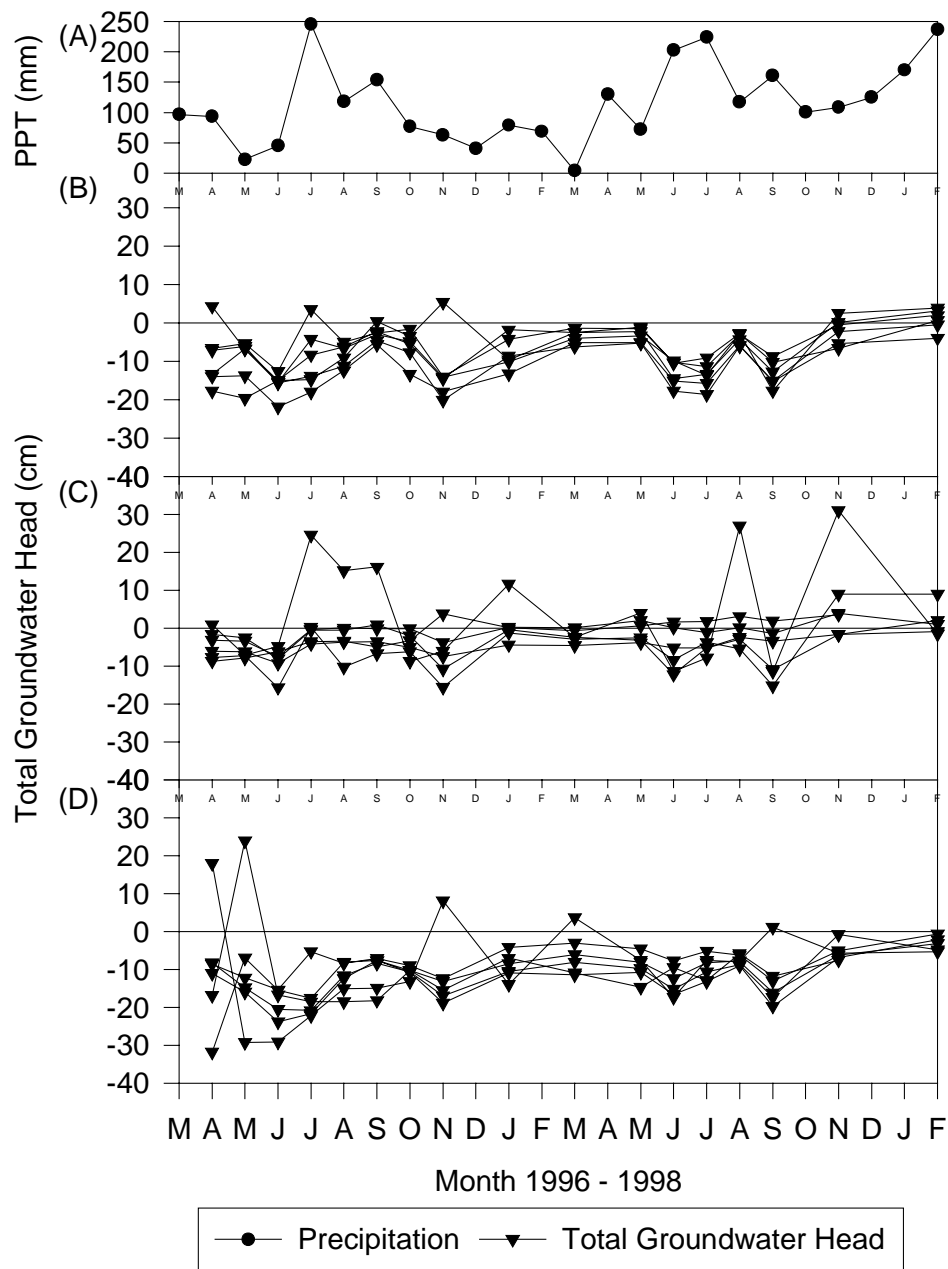 (A)
PPT (mm)
250
200
150
100
50
0
M A M J J A S O N D J F M A M J J A S O N D J F
(B)
30
20
10
0
-10
-20
-30
-40
M A M J J A S O N D J F M A M J J A S O N D J F
Total Groundwater Head (cm)
(C)
30
20
10
0
-10
-20
-30
-40
M A M J J A S O N D J F M A M J J A S O N D J F
(D)
30
20
10
0
-10
-20
-30
-40
M A M J J A S O N J F M A M J J A S O N D J F
Month 1996 - 1998
Precipitation Total Groundwater Head